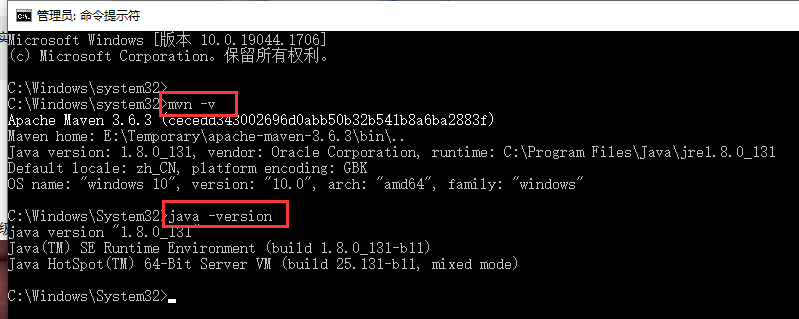 管理员: 命令提示符
Microsoft Windows [版本 10.0.19044.1706]
(c) Microsoft Corporation。保留所有权利。
C:\Windows\system32>
C:\Windows\system32>mvn -v
Apache Maven 3.6.3 (cecedd343002696d0abb50b32b541b8a6ba2883f)
Maven home: E:\Temporary\apache-maven-3.6.3\bin\..
Java version: 1.8.0_131, vendor: Oracle Corporation, runtime: C:\Program Files\Java\jre1.8.0_131
Default locale: zh_CN, platform encoding: GBK
OS name: "windows 10", version: "10.0", arch: "amd64", family: "windows"
C:\Windows\System32>java -version
java version "1.8.0_131"
Java(TM) SE Runtime Environment (build 1.8.0_131-b11)
Java HotSpot(TM) 64-Bit Server VM (build 25.131-b11, mixed mode)
C:\Windows\System32>